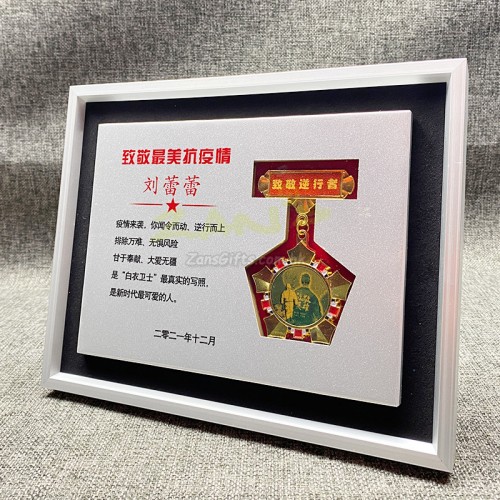 致敬最美抗疫情
刘蕾蕾
致敬逆行者
疫情来袭，你闻令而动、逆行而上
排除万难、无惧风险
甘于奉献、大爱无疆
是“白衣卫士”最真实的写照，
是新时代最可爱的人。
二零二一年十二月
ZansGifts.com